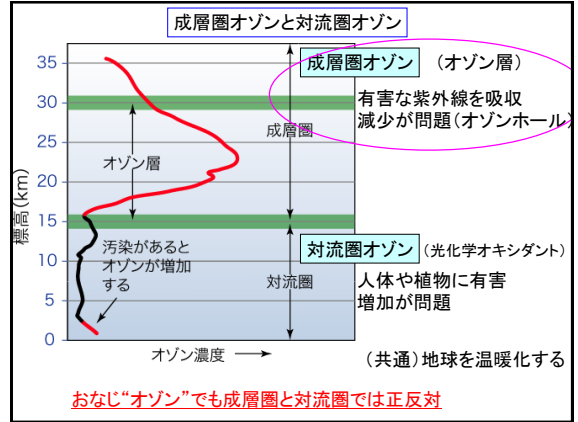 成層圏オゾンと対流圏オゾン
35
30
25
20
15
10
5
0
標高(km)
オゾン層
成層圏
汚染があると
オゾンが増加
する
対流圏
オゾン濃度
成層圏オゾン (オゾン層)
有害な紫外線を吸収
減少が問題(オゾンホール)
対流圏オゾン (光化学オキシダント)
人体や植物に有害
増加が問題
(共通)地球を温暖化する
おなじ“オゾン”でも成層圏と対流圏では正反対